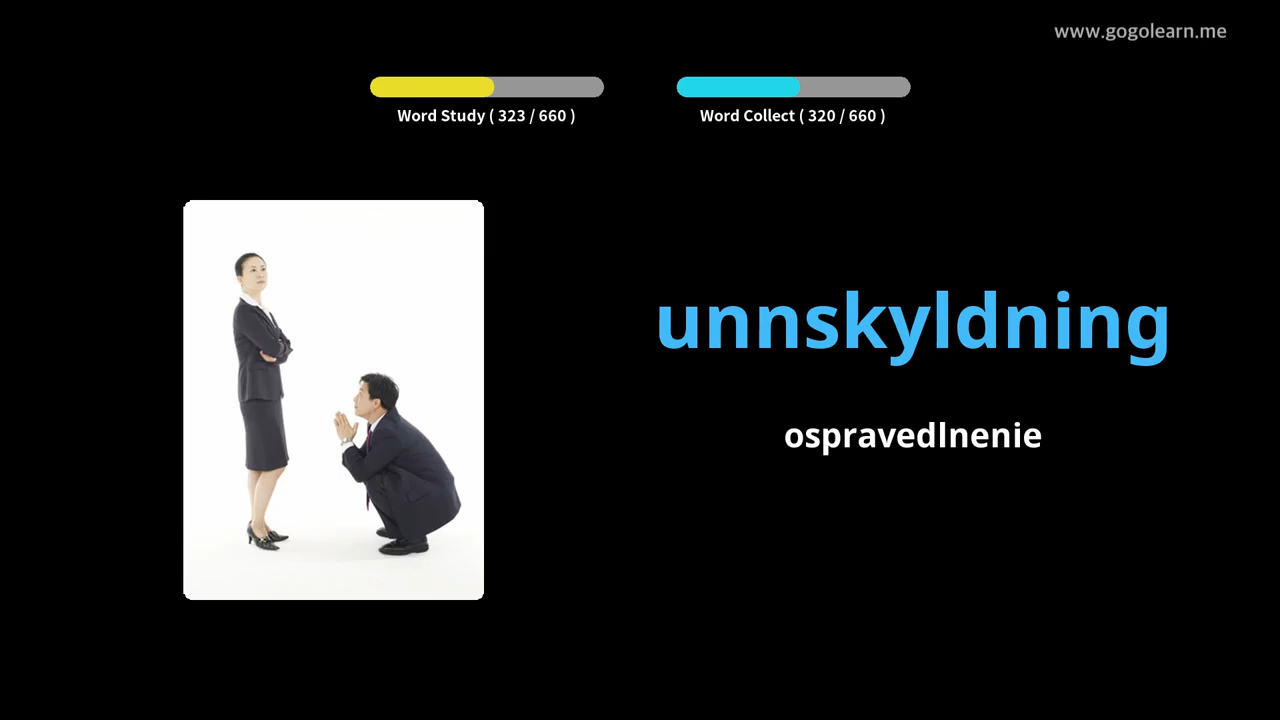 www.gogolearn.me
Word Study ( 323 / 660 )
Word Collect ( 320 / 660 )
unnskyldning
ospravedlnenie